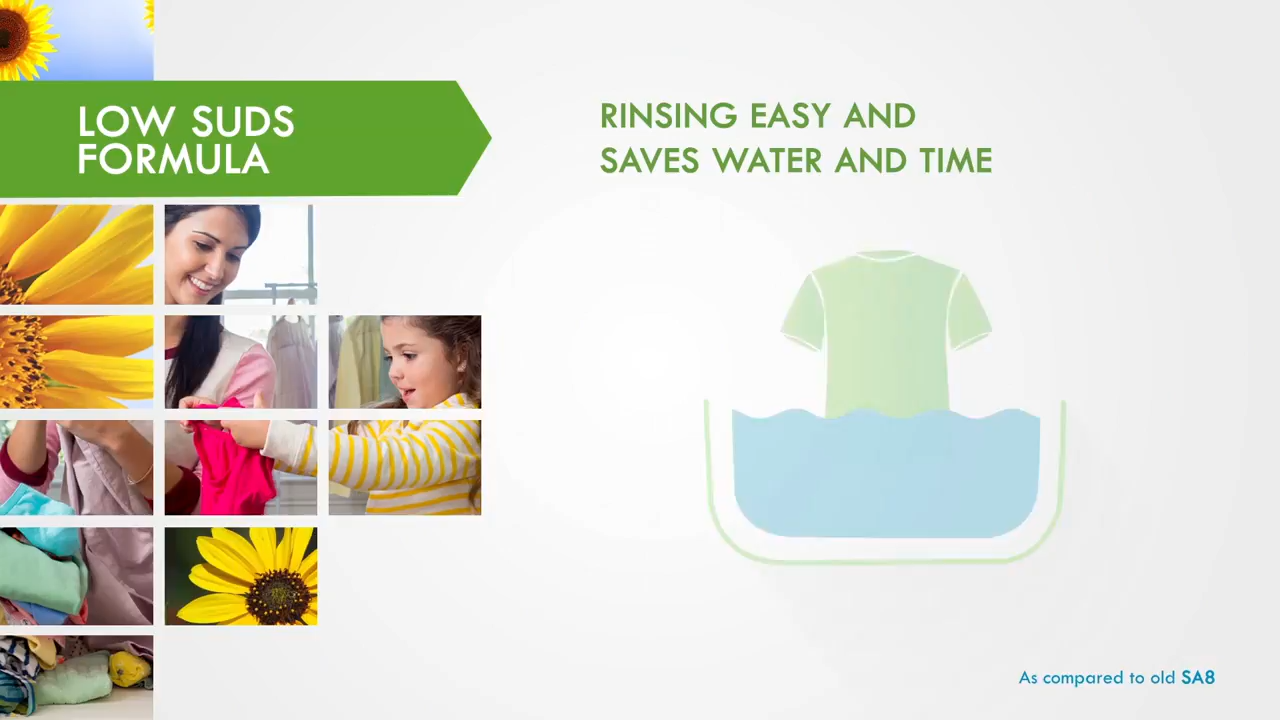 LOW SUDS
FORMULA
RINSING EASY AND
SAVES WATER AND TIME
As compared to old SA8